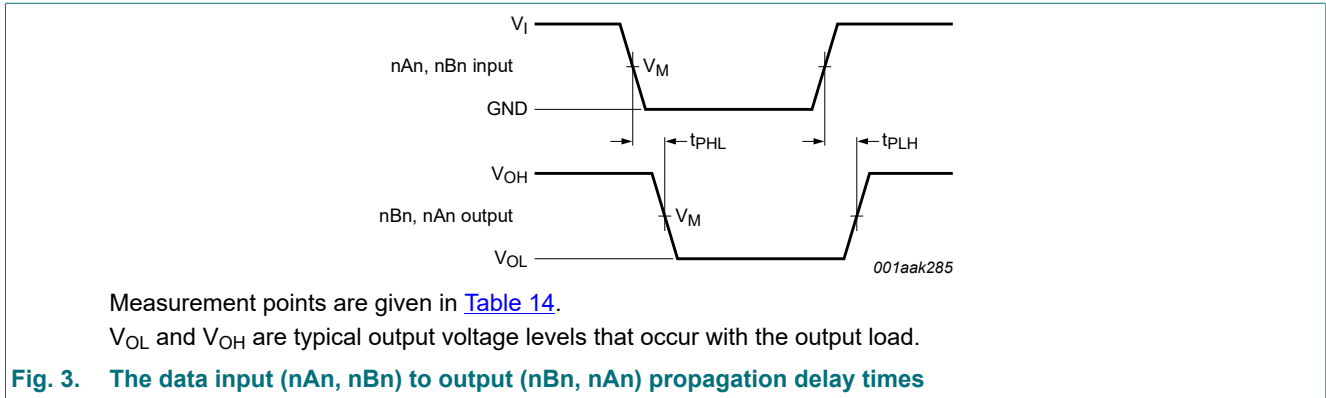 VI
nAn, nBn input
VM
GND
tPHL
tPLH
VOH
nBn, nAn output
VM
VOL
001aak285
Measurement points are given in Table 14.
VOL and VOH are typical output voltage levels that occur with the output load.
Fig. 3. The data input (nAn, nBn) to output (nBn, nAn) propagation delay times